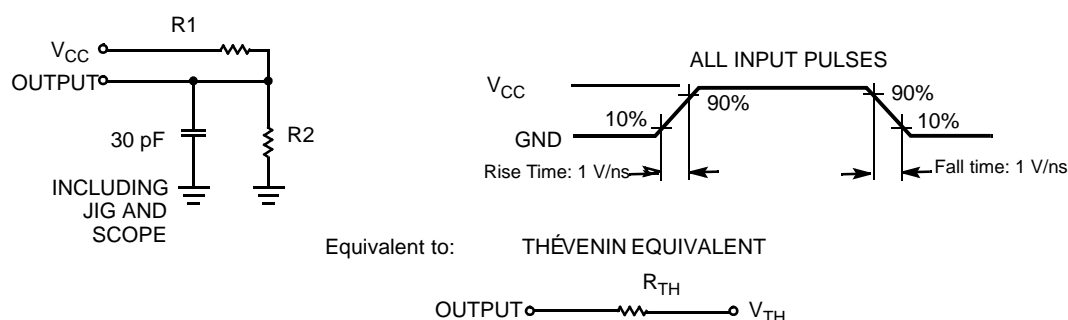 R1
VCC
OUTPUT
30 pF
R2
INCLUDING
JIG AND
SCOPE
ALL INPUT PULSES
VCC
GND
10%
90%
90%
10%
Rise Time: 1 V/ns
Fall time: 1 V/ns
Equivalent to: THÉVENIN EQUIVALENT
RTH
OUTPUT
VTH